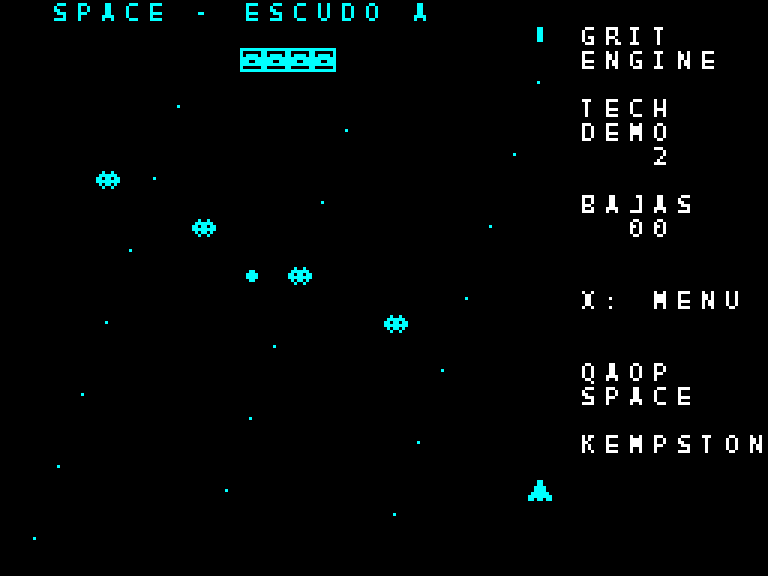 SPACE - ESCUDO A
GRIT
ENGINE
TECH
DEMO
2
BAJAS
00
X: MENU
QAOP
SPACE
KEMPSTON